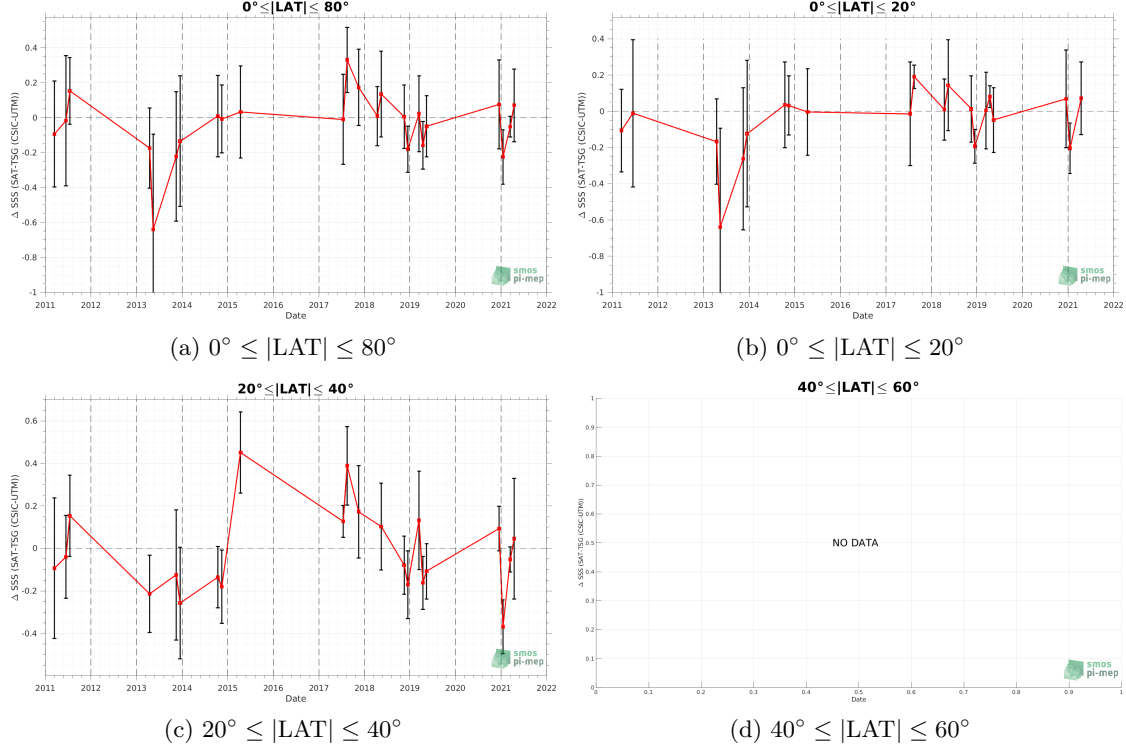 0°≤|LAT|≤ 80°
Δ SSS (SAT-TSG (CSIC-UTM))
0.4
0.2
0
-0.2
-0.4
-0.6
-0.8
-1
2011 2012 2013 2014 2015 2016 2017 2018 2019 2020 2021 2022
Date
smos
pi-mep
(a) 0° ≤ |LAT| ≤ 80°
0°≤|LAT|≤ 20°
Δ SSS (SAT-TSG (CSIC-UTM))
0.4
0.2
0
-0.2
-0.4
-0.6
-0.8
-1
2011 2012 2013 2014 2015 2016 2017 2018 2019 2020 2021 2022
Date
smos
pi-mep
(b) 0° ≤ |LAT| ≤ 20°
20°≤|LAT|≤ 40°
Δ SSS (SAT-TSG (CSIC-UTM))
0.6
0.4
0.2
0
-0.2
-0.4
2011 2012 2013 2014 2015 2016 2017 2018 2019 2020 2021 2022
Date
smos
pi-mep
(c) 20° ≤ |LAT| ≤ 40°
40°≤|LAT|≤ 60°
Δ SSS (SAT-TSG (CSIC-UTM))
1
0.9
0.8
0.7
0.6
0.5
0.4
0.3
0.2
0.1
0
NO DATA
0 0.1 0.2 0.3 0.4 0.5 0.6 0.7 0.8 0.9 1
Date
smos
pi-mep
(d) 40° ≤ |LAT| ≤ 60°